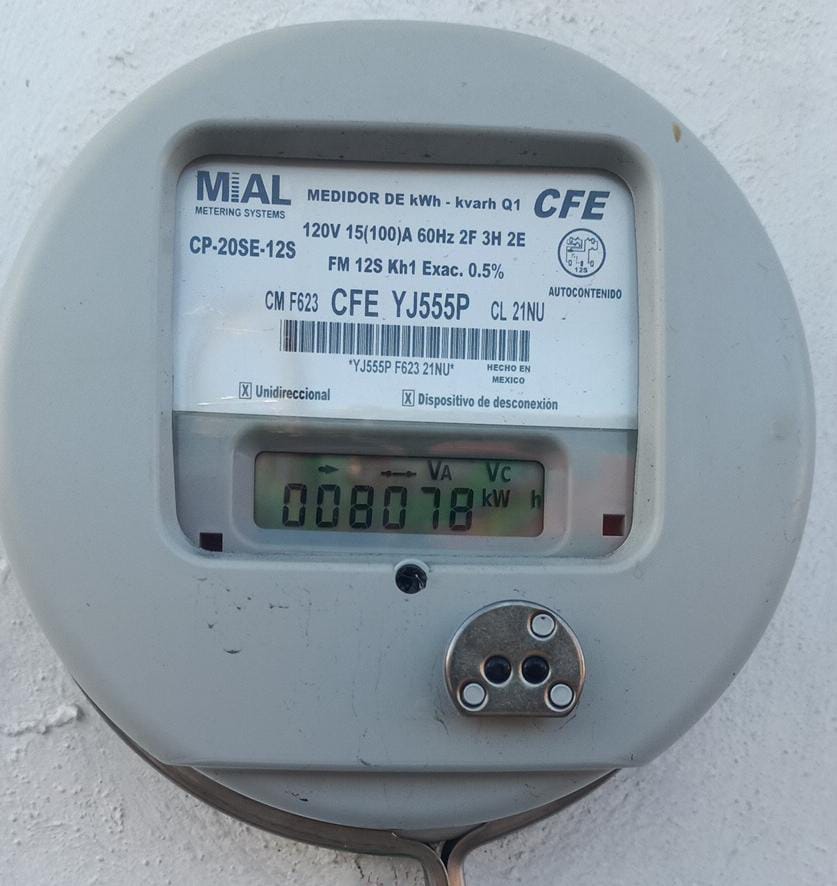 MIAL
METERING SYSTEMS
MEDIDOR DE kWh - kvarh Q1
CFE
CP-20SE-12S
120V 15(100)A 60Hz 2F 3H 2E
FM 12S Kh1 Exac. 0.5%
12S
AUTOCONTENIDO
CM F623 CFE YJ555P CL 21NU
*YJ555P F623 21NU*
HECHO EN
MEXICO
X Unidireccional
X Dispositivo de desconexión
VA VC
008078 kW h